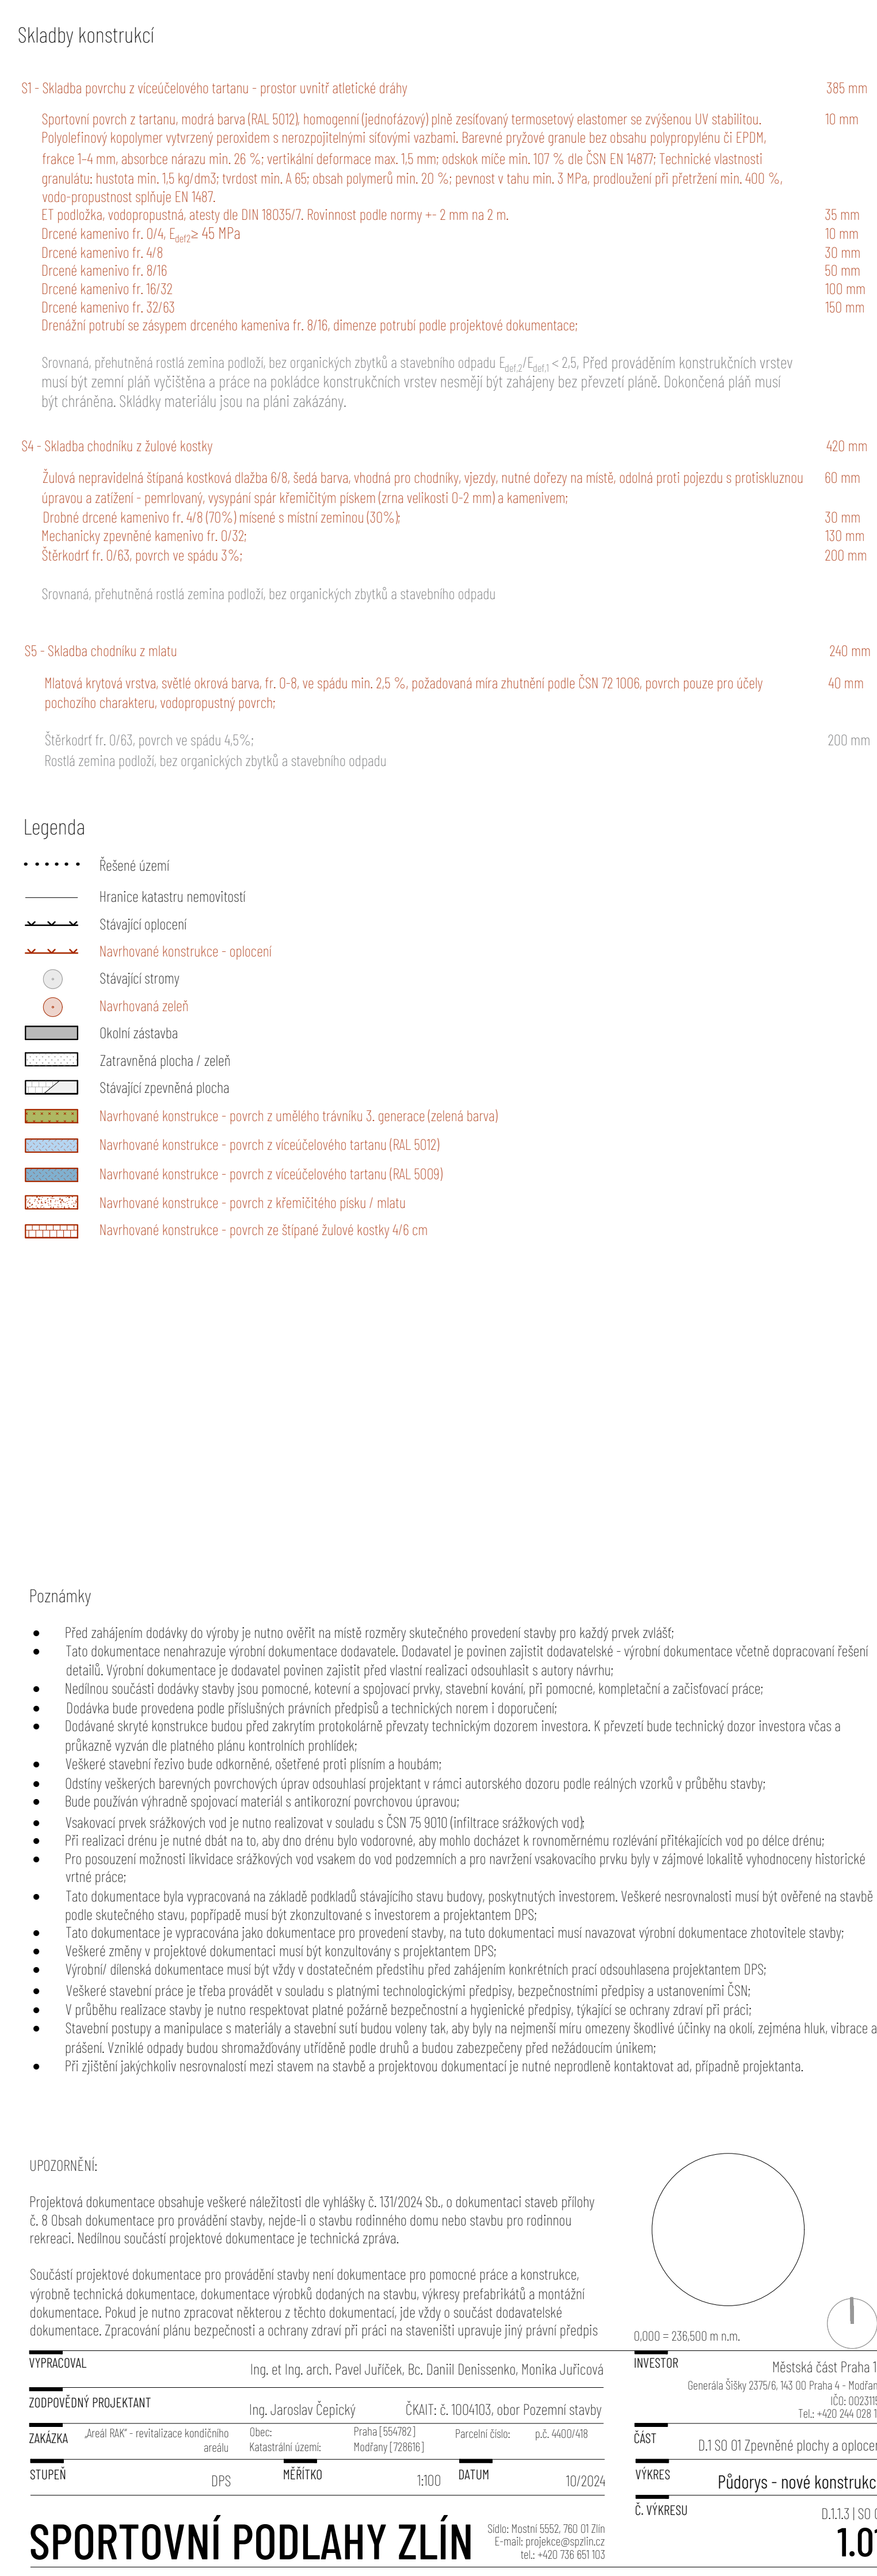 Skladby konstrukcí
S1 - Skladba povrchu z víceúčelového tartanu - prostor uvnitř atletické dráhy 385 mm
Sportovní povrch z tartanu, modrá barva (RAL 5012), homogenní (jednofázový) plně zesíťovaný termosetový elastomer se zvýšenou UV stabilitou. 10 mm
Polyolefinový kopolymer vytvrzený peroxidem s nerozpojitelnými síťovými vazbami. Barevné pryžové granule bez obsahu polypropylénu či EPDM,
frakce 1-4 mm, absorbce nárazu min. 26 %; vertikální deformace max. 1,5 mm; odskok míče min. 107 % dle ČSN EN 14877; Technické vlastnosti
granulátu: hustota min. 1,5 kg/dm3; tvrdost min. A 65; obsah polymerů min. 20 %; pevnost v tahu min. 3 MPa, prodloužení při přetržení min. 400 %,
vodo-propustnost splňuje EN 1487.
ET podložka, vodopropustná, atesty dle DIN 18035/7. Rovinnost podle normy +- 2 mm na 2 m. 35 mm
Drcené kamenivo fr. 0/4, Edef2≥ 45 MPa 10 mm
Drcené kamenivo fr. 4/8 30 mm
Drcené kamenivo fr. 8/16 50 mm
Drcené kamenivo fr. 16/32 100 mm
Drcené kamenivo fr. 32/63 150 mm
Drenážní potrubí se zásypem drceného kameniva fr. 8/16, dimenze potrubí podle projektové dokumentace;
Srovnaná, přehutněná rostlá zemina podloží, bez organických zbytků a stavebního odpadu Edef.2/Edef.1 < 2,5, Před prováděním konstrukčních vrstev
musí být zemní pláň vyčištěna a práce na pokládce konstrukčních vrstev nesmějí být zahájeny bez převzetí pláně. Dokončená pláň musí
být chráněna. Skládky materiálu jsou na pláni zakázány.
S4 - Skladba chodníku z žulové kostky 420 mm
Žulová nepravidelná štípaná kostková dlažba 6/8, šedá barva, vhodná pro chodníky, vjezdy, nutné dořezy na místě, odolná proti pojezdu s protiskluznou 60 mm
úpravou a zatížení - pemrlovaný, vysypání spár křemičitým pískem (zrna velikosti 0-2 mm) a kamenivem;
Drobné drcené kamenivo fr. 4/8 (70%) mísené s místní zeminou (30%); 30 mm
Mechanicky zpevněné kamenivo fr. 0/32; 130 mm
Štěrkodrť fr. 0/63, povrch ve spádu 3%; 200 mm
Srovnaná, přehutněná rostlá zemina podloží, bez organických zbytků a stavebního odpadu
S5 - Skladba chodníku z mlatu 240 mm
Mlatová krytová vrstva, světlé okrová barva, fr. 0-8, ve spádu min. 2,5 %, požadovaná míra zhutnění podle ČSN 72 1006, povrch pouze pro účely 40 mm
pochozího charakteru, vodopropustný povrch;
Štěrkodrť fr. 0/63, povrch ve spádu 4,5%; 200 mm
Rostlá zemina podloží, bez organických zbytků a stavebního odpadu
Legenda
Řešené území
Hranice katastru nemovitostí
Stávající oplocení
Navrhované konstrukce - oplocení
Stávající stromy
Navrhovaná zeleň
Okolní zástavba
Zatravněná plocha / zeleň
Stávající zpevněná plocha
Navrhované konstrukce - povrch z umělého trávníku 3. generace (zelená barva)
Navrhované konstrukce - povrch z víceúčelového tartanu (RAL 5012)
Navrhované konstrukce - povrch z víceúčelového tartanu (RAL 5009)
Navrhované konstrukce - povrch z křemičitého písku / mlatu
Navrhované konstrukce - povrch ze štípané žulové kostky 4/6 cm
Poznámky
● Před zahájením dodávky do výroby je nutno ověřit na místě rozměry skutečného provedení stavby pro každý prvek zvlášť;
● Tato dokumentace nenahrazuje výrobní dokumentace dodavatele. Dodavatel je povinen zajistit dodavatelské - výrobní dokumentace včetně dopracovaní řešení
detailů. Výrobní dokumentace je dodavatel povinen zajistit před vlastní realizaci odsouhlasit s autory návrhu;
● Nedílnou součásti dodávky stavby jsou pomocné, kotevní a spojovací prvky, stavební kování, při pomocné, kompletační a začisťovací práce;
● Dodávka bude provedena podle příslušných právních předpisů a technických norem i doporučení;
● Dodávané skryté konstrukce budou před zakrytím protokolárně převzaty technickým dozorem investora. K převzetí bude technický dozor investora včas a
průkazně vyzván dle platného plánu kontrolních prohlídek;
● Veškeré stavební řezivo bude odkorněné, ošetřené proti plísním a houbám;
● Odstíny veškerých barevných povrchových úprav odsouhlasí projektant v rámci autorského dozoru podle reálných vzorků v průběhu stavby;
● Bude používán výhradně spojovací materiál s antikorozní povrchovou úpravou;
● Vsakovací prvek srážkových vod je nutno realizovat v souladu s ČSN 75 9010 (infiltrace srážkových vod);
● Při realizaci drénu je nutné dbát na to, aby dno drénu bylo vodorovné, aby mohlo docházet k rovnoměrnému rozlévání přitékajících vod po délce drénu;
● Pro posouzení možnosti likvidace srážkových vod vsakem do vod podzemních a pro navržení vsakovacího prvku byly v zájmové lokalitě vyhodnoceny historické
vrtné práce;
● Tato dokumentace byla vypracovaná na základě podkladů stávajícího stavu budovy, poskytnutých investorem. Veškeré nesrovnalosti musí být ověřené na stavbě
podle skutečného stavu, popřípadě musí být zkonzultované s investorem a projektantem DPS;
● Tato dokumentace je vypracována jako dokumentace pro provedení stavby, na tuto dokumentaci musí navazovat výrobní dokumentace zhotovitele stavby;
● Veškeré změny v projektové dokumentaci musí být konzultovány s projektantem DPS;
● Výrobní/ dílenská dokumentace musí být vždy v dostatečném předstihu před zahájením konkrétních prací odsouhlasena projektantem DPS;
● Veškeré stavební práce je třeba provádět v souladu s platnými technologickými předpisy, bezpečnostními předpisy a ustanoveními ČSN;
● V průběhu realizace stavby je nutno respektovat platné požárně bezpečnostní a hygienické předpisy, týkající se ochrany zdraví při práci;
● Stavební postupy a manipulace s materiály a stavební sutí budou voleny tak, aby byly na nejmenší míru omezeny škodlivé účinky na okolí, zejména hluk, vibrace a
prášení. Vzniklé odpady budou shromažďovány utříděně podle druhů a budou zabezpečeny před nežádoucím únikem;
● Při zjištění jakýchkoliv nesrovnalostí mezi stavem na stavbě a projektovou dokumentací je nutné neprodleně kontaktovat ad, případně projektanta.
UPOZORNĚNÍ:
Projektová dokumentace obsahuje veškeré náležitosti dle vyhlášky č. 131/2024 Sb., o dokumentaci staveb přílohy
č. 8 Obsah dokumentace pro provádění stavby, nejde-li o stavbu rodinného domu nebo stavbu pro rodinnou
rekreaci. Nedílnou součástí projektové dokumentace je technická zpráva.
Součástí projektové dokumentace pro provádění stavby není dokumentace pro pomocné práce a konstrukce,
výrobně technická dokumentace, dokumentace výrobků dodaných na stavbu, výkresy prefabrikátů a montážní
dokumentace. Pokud je nutno zpracovat některou z těchto dokumentací, jde vždy o součást dodavatelské
dokumentace. Zpracování plánu bezpečnosti a ochrany zdraví při práci na staveništi upravuje jiný právní předpis
0,000 = 236,500 m n.m.
VYPRACOVAL Ing. et Ing. arch. Pavel Juříček, Bc. Daniil Denissenko, Monika Juřicová
INVESTOR Městská část Praha 1
Generála Šišky 2375/6, 143 00 Praha 4 - Modřan
IČO: 0023115
Tel.: +420 244 028 1
ZODPOVĚDNÝ PROJEKTANT Ing. Jaroslav Čepický ČKAIT: č. 1004103, obor Pozemní stavby
ZAKÁZKA „Areál RAK“ - revitalizace kondičního
areálu
Obec: Praha [554782] Parcelní číslo: p.č. 4400/418
Katastrální území: Modřany [728616]
ČÁST D.1 SO 01 Zpevněné plochy a oplocen
STUPEŇ DPS MĚŘÍTKO 1:100 DATUM 10/2024
VÝKRES Půdorys - nové konstrukc
Č. VÝKRESU D.1.1.3 | SO 0
1.01
SPORTOVNÍ PODLAHY ZLÍN
Sídlo: Mostní 5552, 760 01 Zlín
E-mail: projekce@spzlin.cz
tel.: +420 736 651 103